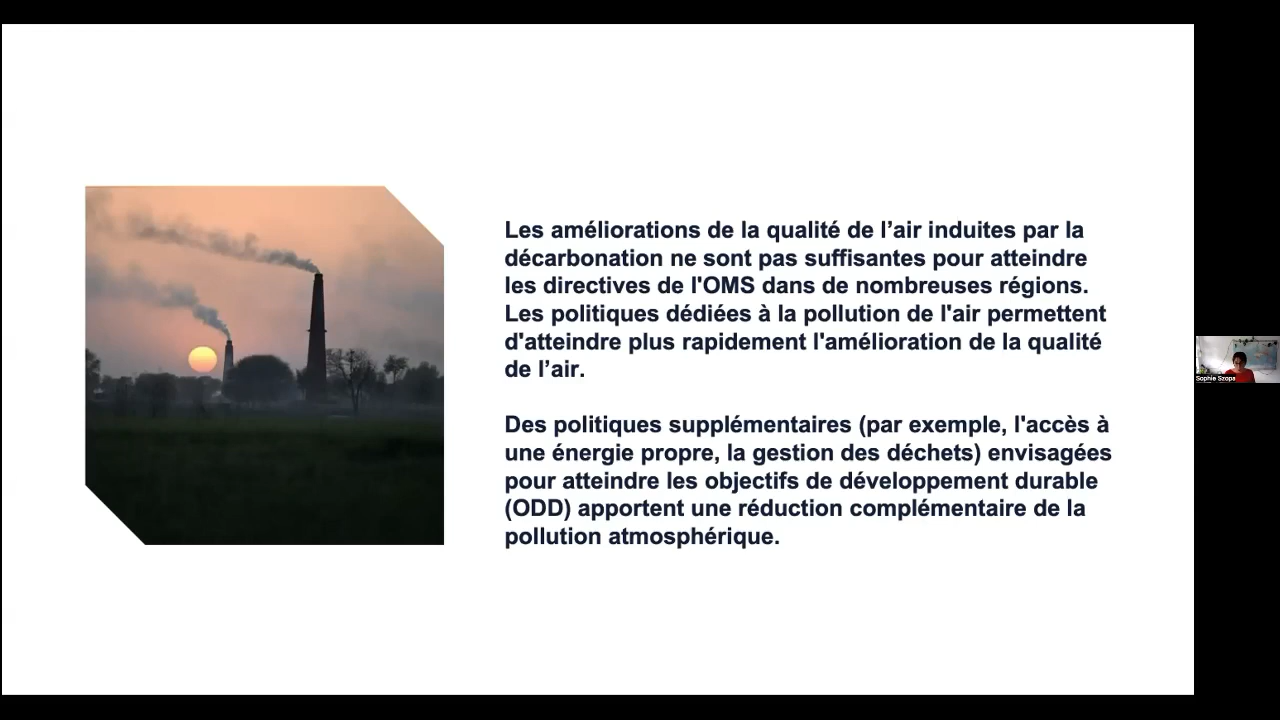 Les améliorations de la qualité de l’air induites par la
décarbonation ne sont pas suffisantes pour atteindre
les directives de l'OMS dans de nombreuses régions.
Les politiques dédiées à la pollution de l'air permettent
d'atteindre plus rapidement l'amélioration de la qualité
de l’air.
Des politiques supplémentaires (par exemple, l'accès à
une énergie propre, la gestion des déchets) envisagées
pour atteindre les objectifs de développement durable
(ODD) apportent une réduction complémentaire de la
pollution atmosphérique.
Sophie Szopa